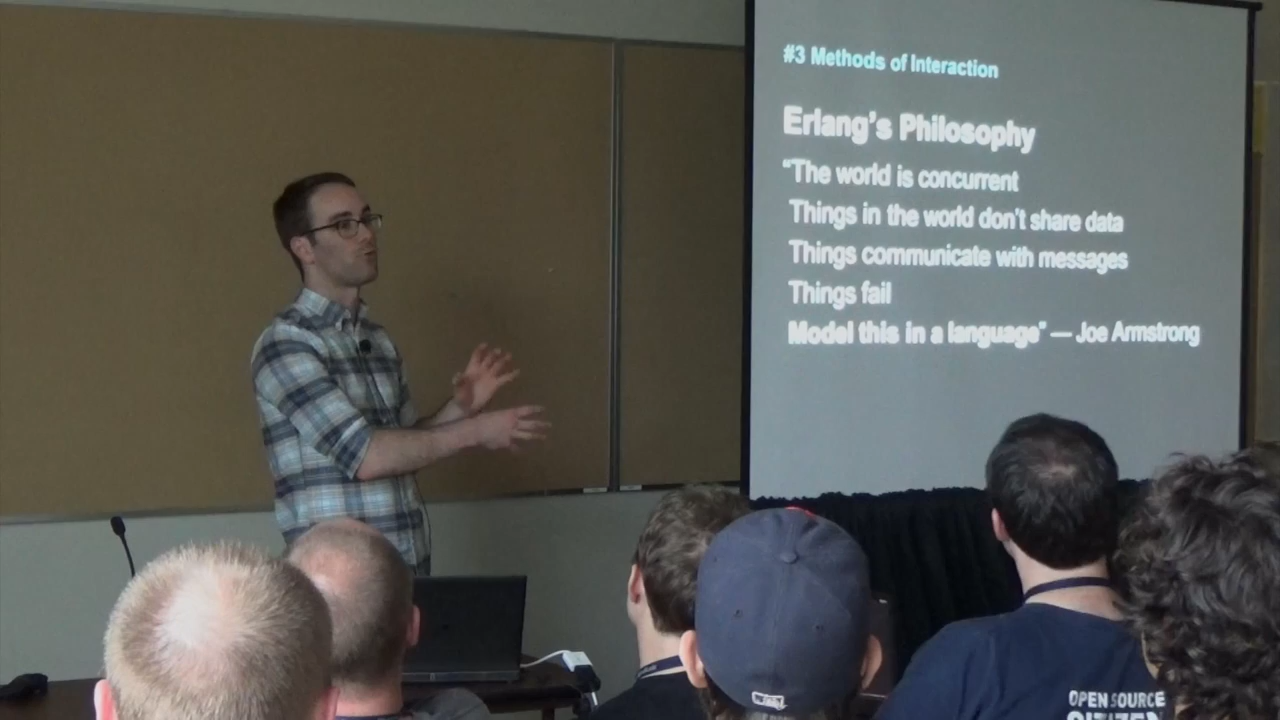 #3 Methods of Interaction
Erlang's Philosophy
"The world is concurrent
Things in the world don't share data
Things communicate with messages
Things fail
Model this in a language" — Joe Armstrong
OPEN SOURCE
CITIZEN